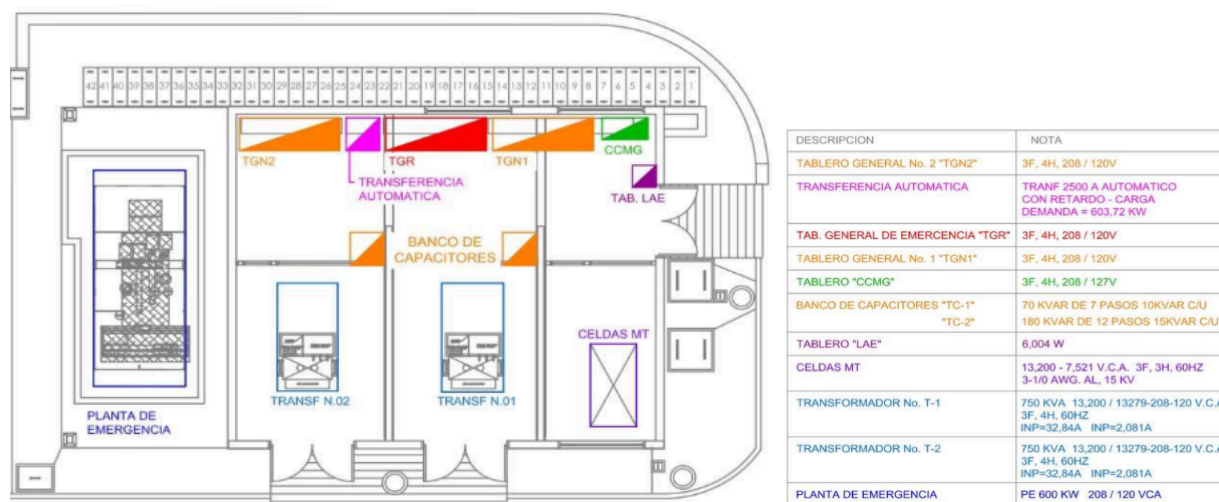 42 41 40 39 38 37 36 35 34 33 32 31 30 29 28 27 26 25 24 23 22 21 20 19 18 17 16 15 14 13 12 11 10 9 8 7 6 5 4 3 2 1
TGN2
TGR
TGN1
CCMG
TRANSFERENCIA
AUTOMATICA
TAB. LAE
BANCO DE
CAPACITORES
CELDAS MT
TRANSF N.02
TRANSF N.01
PLANTA DE
EMERGENCIA
DESCRIPCION NOTA
TABLERO GENERAL No. 2 "TGN2" 3F, 4H, 208 / 120V
TRANSFERENCIA AUTOMATICA TRANF 2500 A AUTOMATICO
CON RETARDO - CARGA
DEMANDA = 603,72 KW
TAB. GENERAL DE EMERCENCIA "TGR" 3F, 4H, 208 / 120V
TABLERO GENERAL No. 1 "TGN1" 3F, 4H, 208 / 120V
TABLERO "CCMG" 3F, 4H, 208 / 127V
BANCO DE CAPACITORES "TC-1" 70 KVAR DE 7 PASOS 10KVAR C/U
"TC-2" 180 KVAR DE 12 PASOS 15KVAR C/U
TABLERO "LAE" 6,004 W
CELDAS MT 13,200 - 7,521 V.C.A. 3F, 3H, 60HZ
3-1/0 AWG. AL, 15 KV
TRANSFORMADOR No. T-1 750 KVA 13,200 / 13279-208-120 V.C.A
3F, 4H, 60HZ
INP=32,84A INP=2,081A
TRANSFORMADOR No. T-2 750 KVA 13,200 / 13279-208-120 V.C.A
3F, 4H, 60HZ
INP=32,84A INP=2,081A
PLANTA DE EMERGENCIA PE 600 KW 208 / 120 VCA